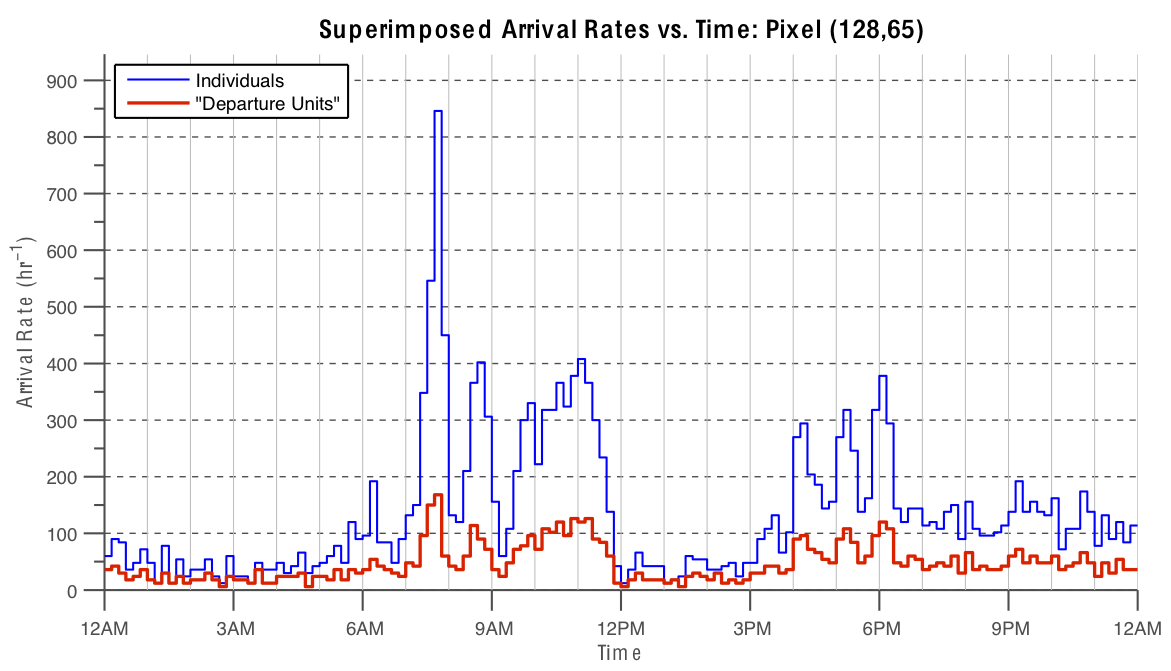 Superimposed Arrival Rates vs. Time: Pixel (128,65)
Individuals
"Departure Units"
900
800
700
600
500
400
300
200
100
0
Arrival Rate (hr⁻¹)
12AM 3AM 6AM 9AM 12PM 3PM 6PM 9PM 12AM
Time